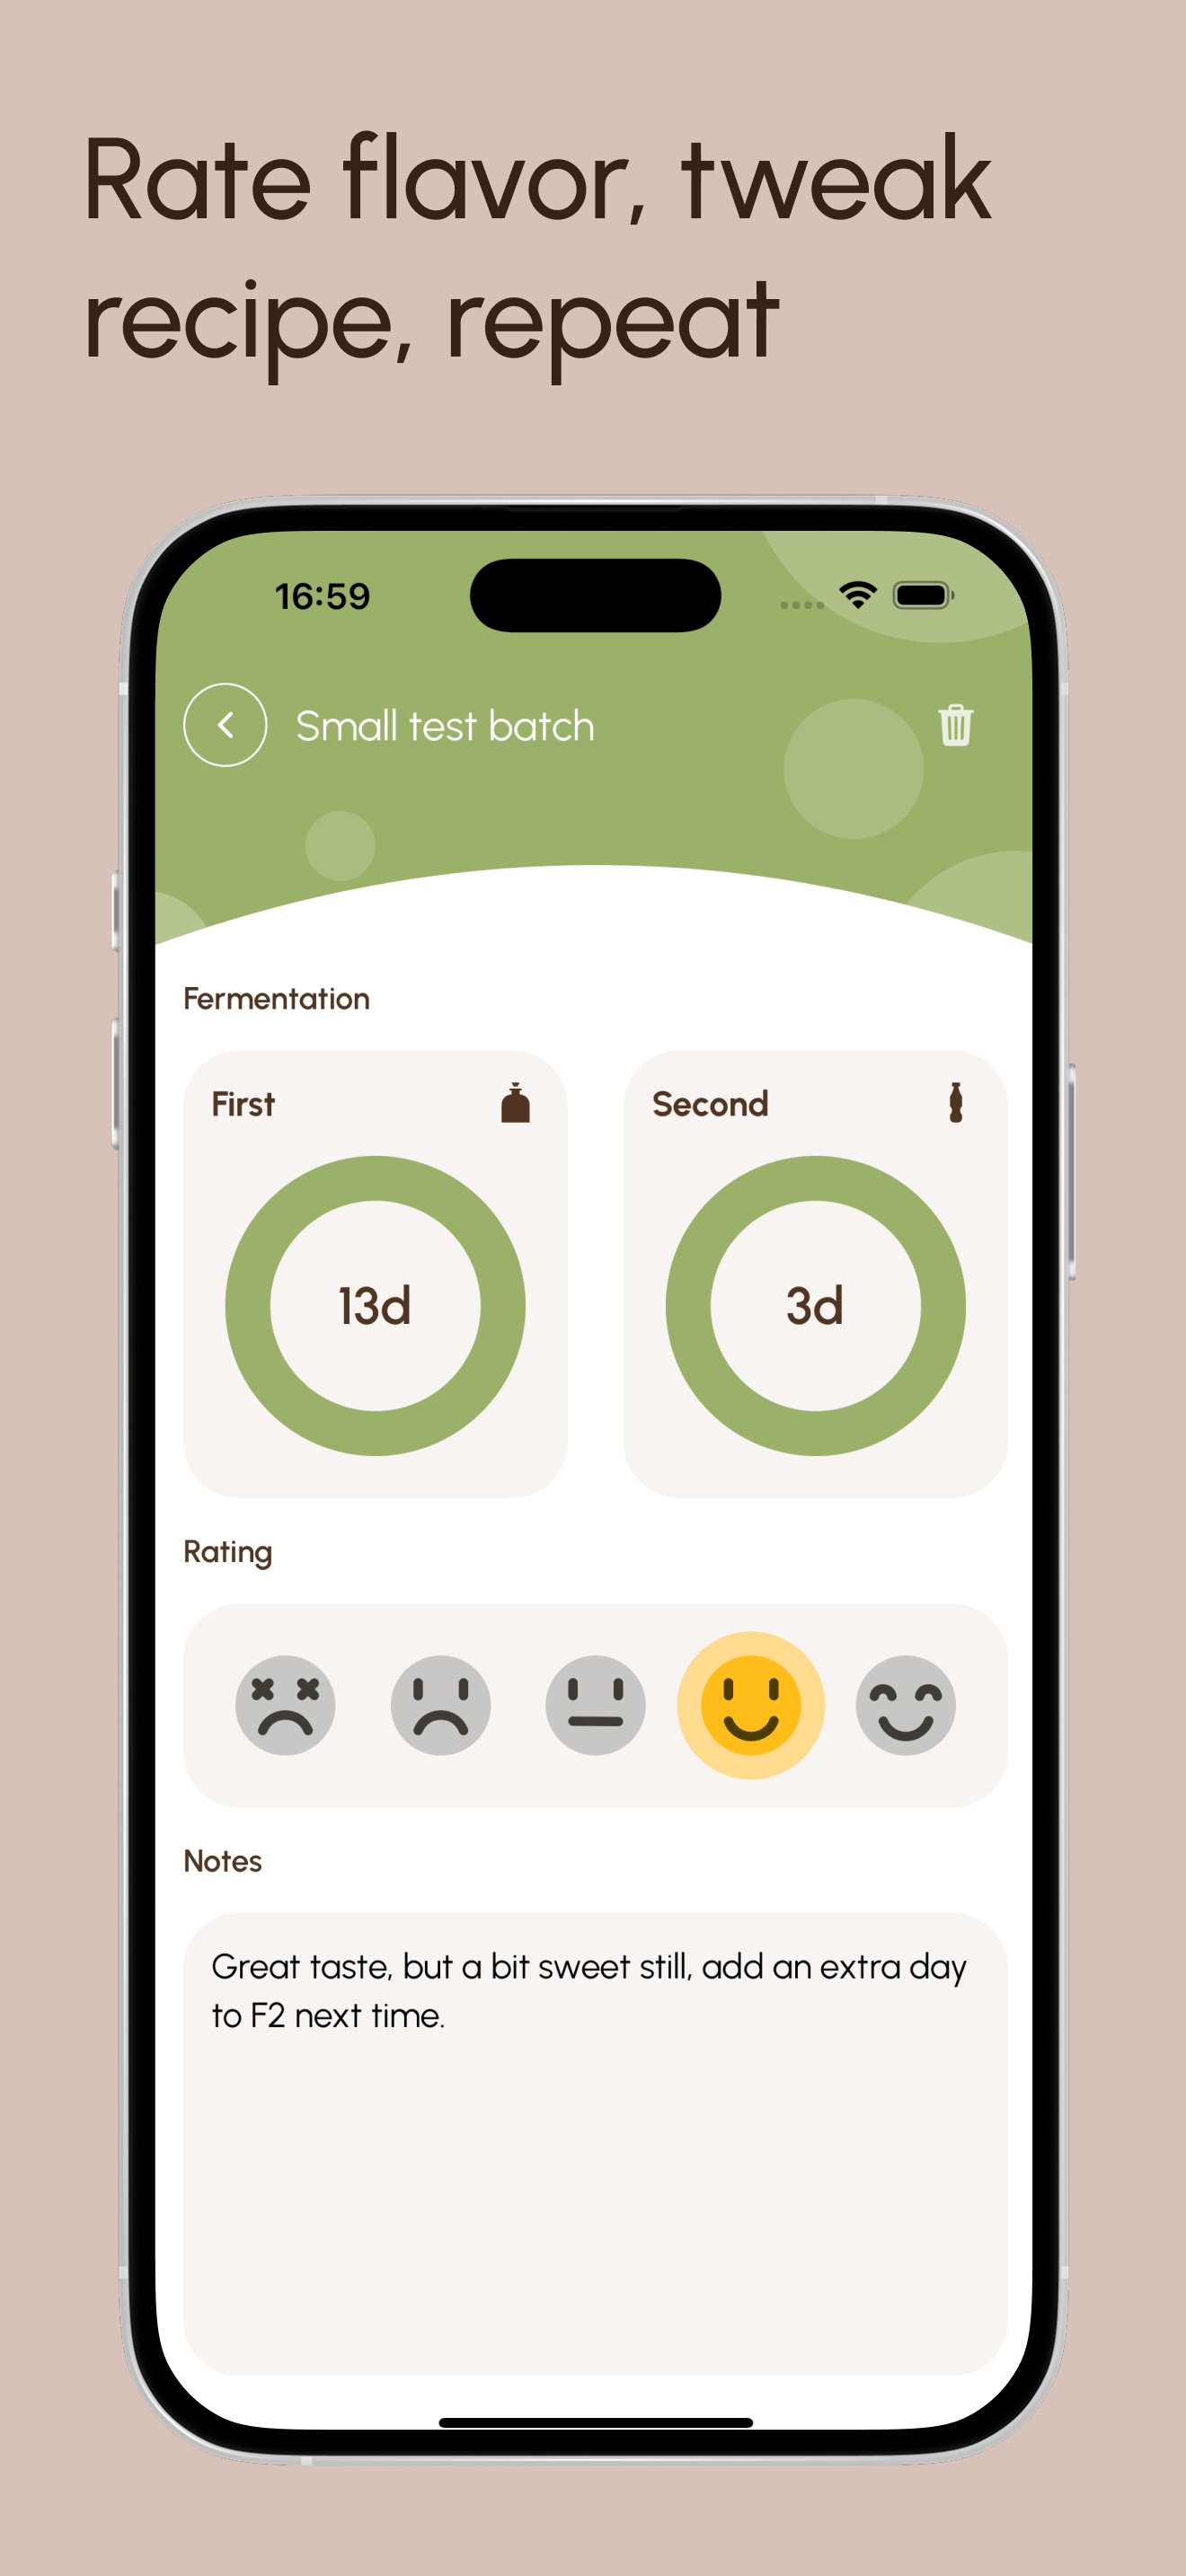 Rate flavor, tweak
recipe, repeat
16:59
Small test batch
Fermentation
First
Second
13d
3d
Rating
Notes
Great taste, but a bit sweet still, add an extra day
to F2 next time.